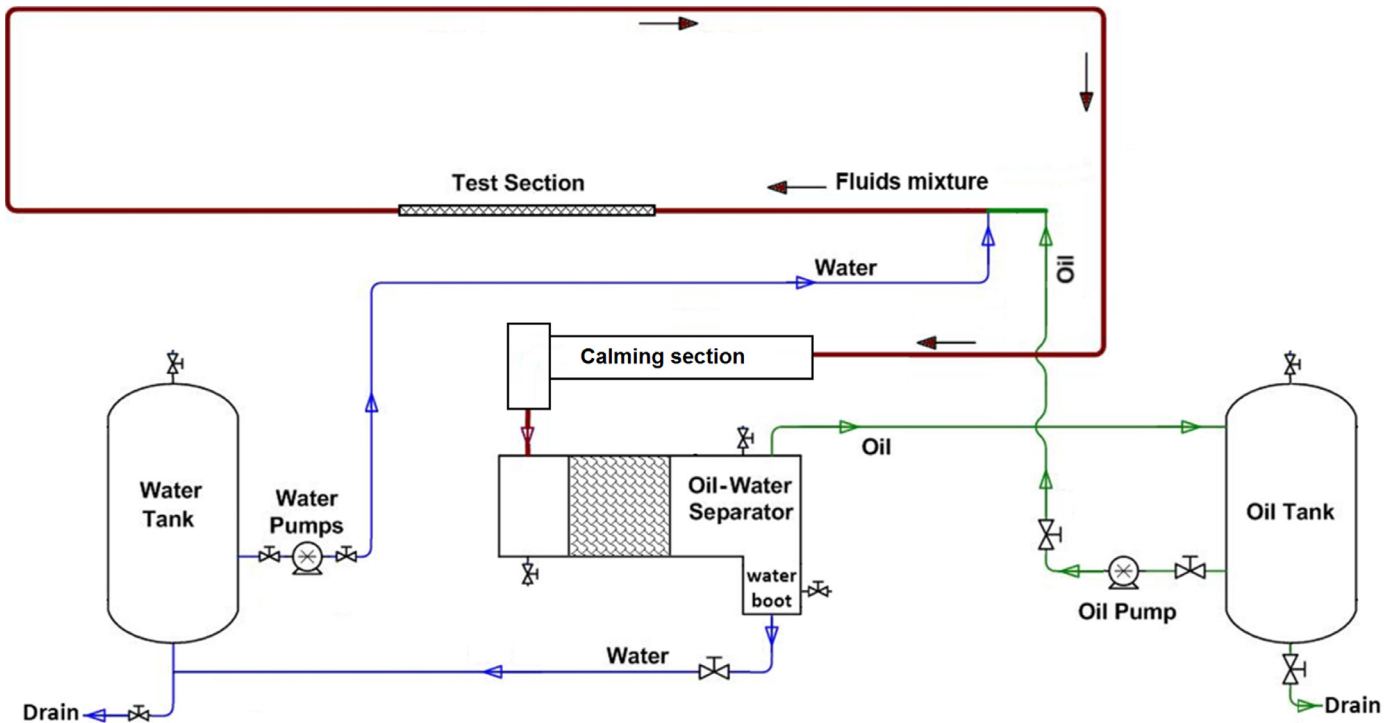 Test Section
Fluids mixture
Water
Oil
Calming section
Oil
Water
Tank
Water
Pumps
Oil-Water
Separator
Oil Tank
water
boot
Oil Pump
Water
Drain
Drain